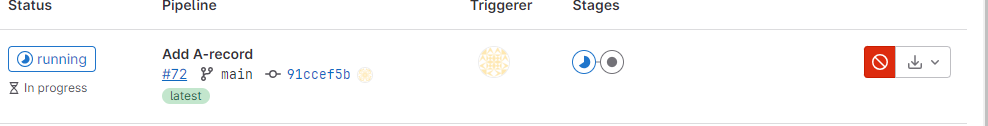 Status Pipeline Triggerer Stages
running
In progress
Add A-record
#72 main 91ccef5b
latest